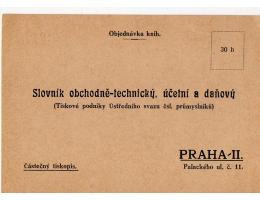 Objednávka knih.
30 h
Slovník obchodně-technický, účetní a daňový
(Tiskové podniky Ústředního svazu čsl. průmyslníků)
PRAHA-II.
Částečný tiskopis.
Palackého ul. č. 11.